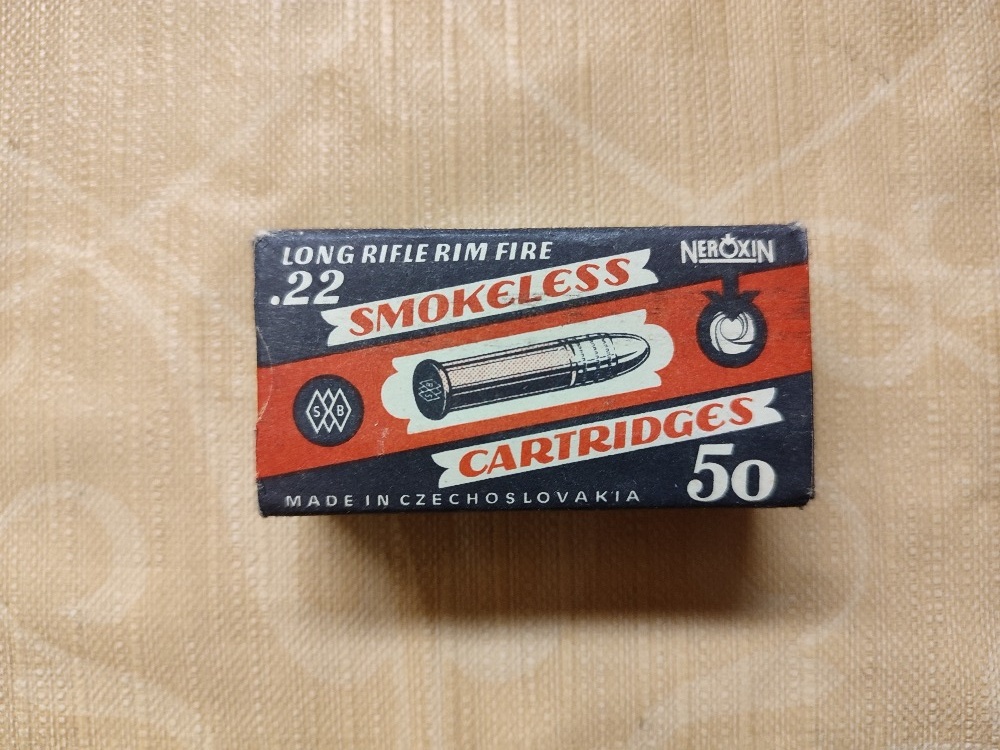 LONG RIFLE RIM FIRE
.22
NEROXIN
SMOKELESS
S B
CARTRIDGES
50
MADE IN CZECHOSLOVAKIA